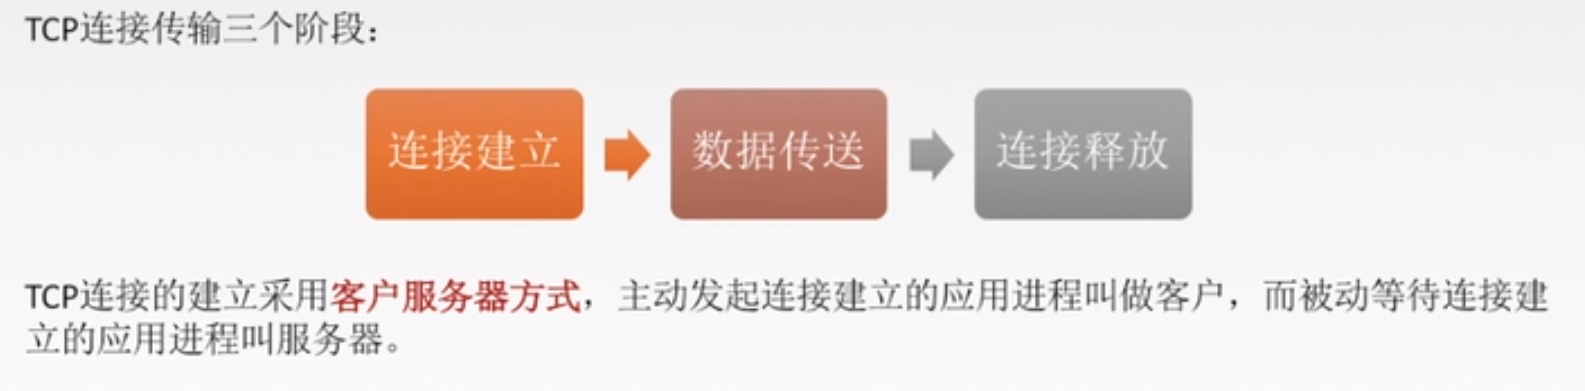 TCP连接传输三个阶段：
连接建立
数据传送
连接释放
TCP连接的建立采用客户服务器方式，主动发起连接建立的应用进程叫做客户，而被动等待连接建
立的应用进程叫服务器。